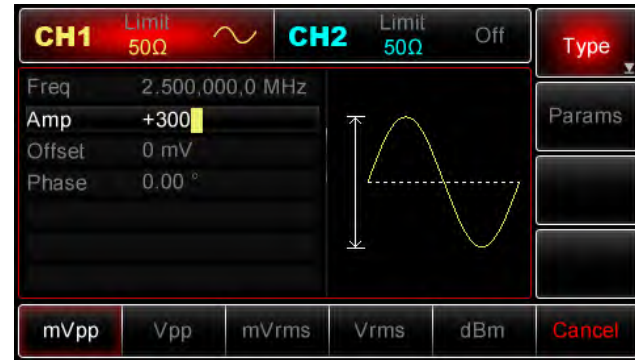 CH1 Limit 50Ω CH2 Limit 50Ω Off
Type
Freq 2.500,000,0 MHz
Params
Amp +300
Offset 0 mV
Phase 0.00 °
mVpp Vpp mVrms Vrms dBm Cancel